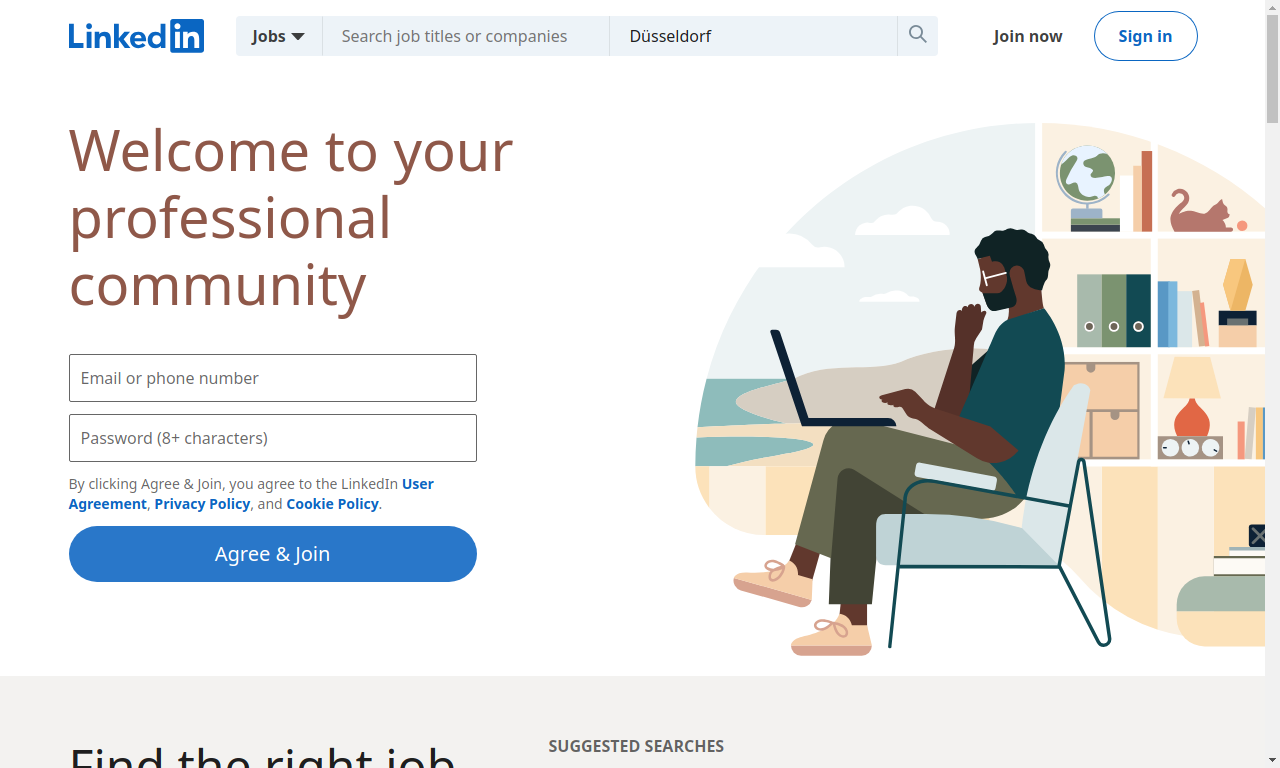 Linkedin
Jobs
Search job titles or companies
Düsseldorf
Join now
Sign in
Welcome to your
professional
community
Email or phone number
Password (8+ characters)
By clicking Agree & Join, you agree to the LinkedIn User
Agreement, Privacy Policy, and Cookie Policy.
Agree & Join
Find the right job
SUGGESTED SEARCHES